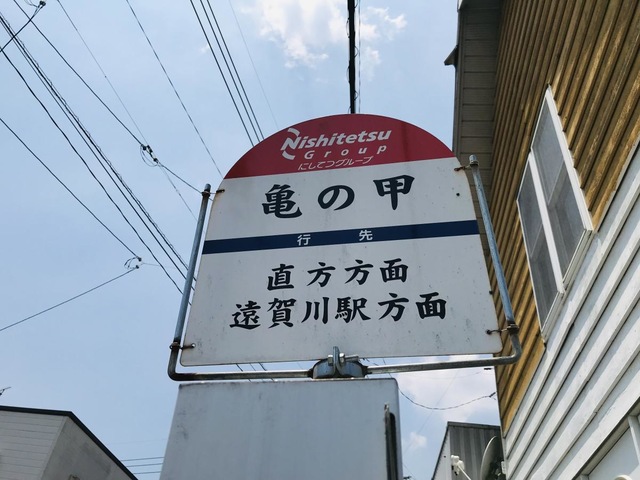 Nishitetsu
Group
にしてつグループ
亀の甲
行先
直方方面
遠賀川駅方面